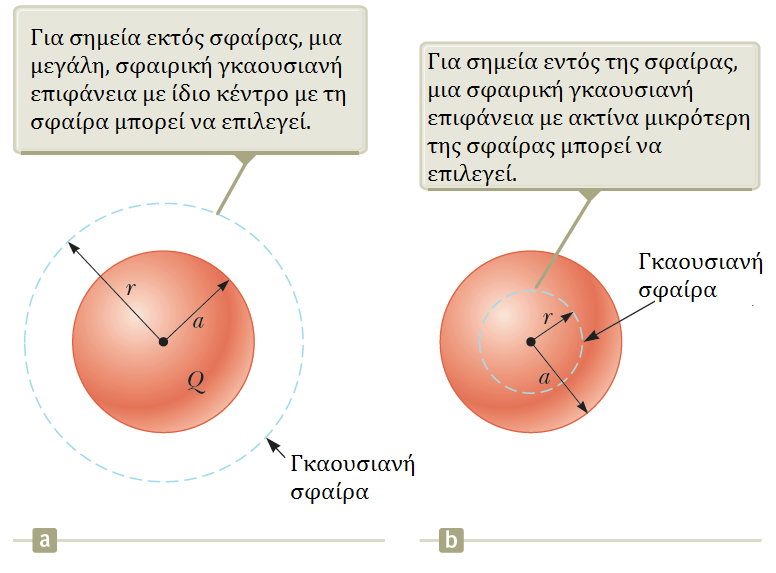 Για σημεία εκτός σφαίρας, μια
μεγάλη, σφαιρική γκαουσιανή
επιφάνεια με ίδιο κέντρο με τη
σφαίρα μπορεί να επιλεγεί.
r
a
Q
Γκαουσιανή
σφαίρα
a
Για σημεία εντός της σφαίρας,
μια σφαιρική γκαουσιανή
επιφάνεια με ακτίνα μικρότερη
της σφαίρας μπορεί να
επιλεγεί.
Γκαουσιανή
σφαίρα
r
a
b